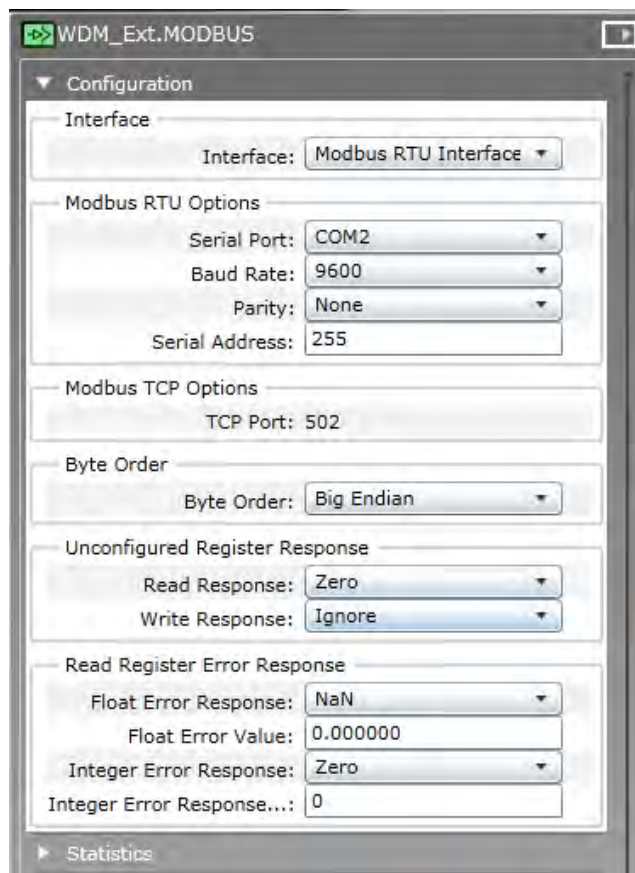 WDM_Ext.MODBUS
Configuration
Interface
Interface: Modbus RTU Interface
Modbus RTU Options
Serial Port: COM2
Baud Rate: 9600
Parity: None
Serial Address: 255
Modbus TCP Options
TCP Port: 502
Byte Order
Byte Order: Big Endian
Unconfigured Register Response
Read Response: Zero
Write Response: Ignore
Read Register Error Response
Float Error Response: NaN
Float Error Value: 0.000000
Integer Error Response: Zero
Integer Error Response...: 0
Statistics